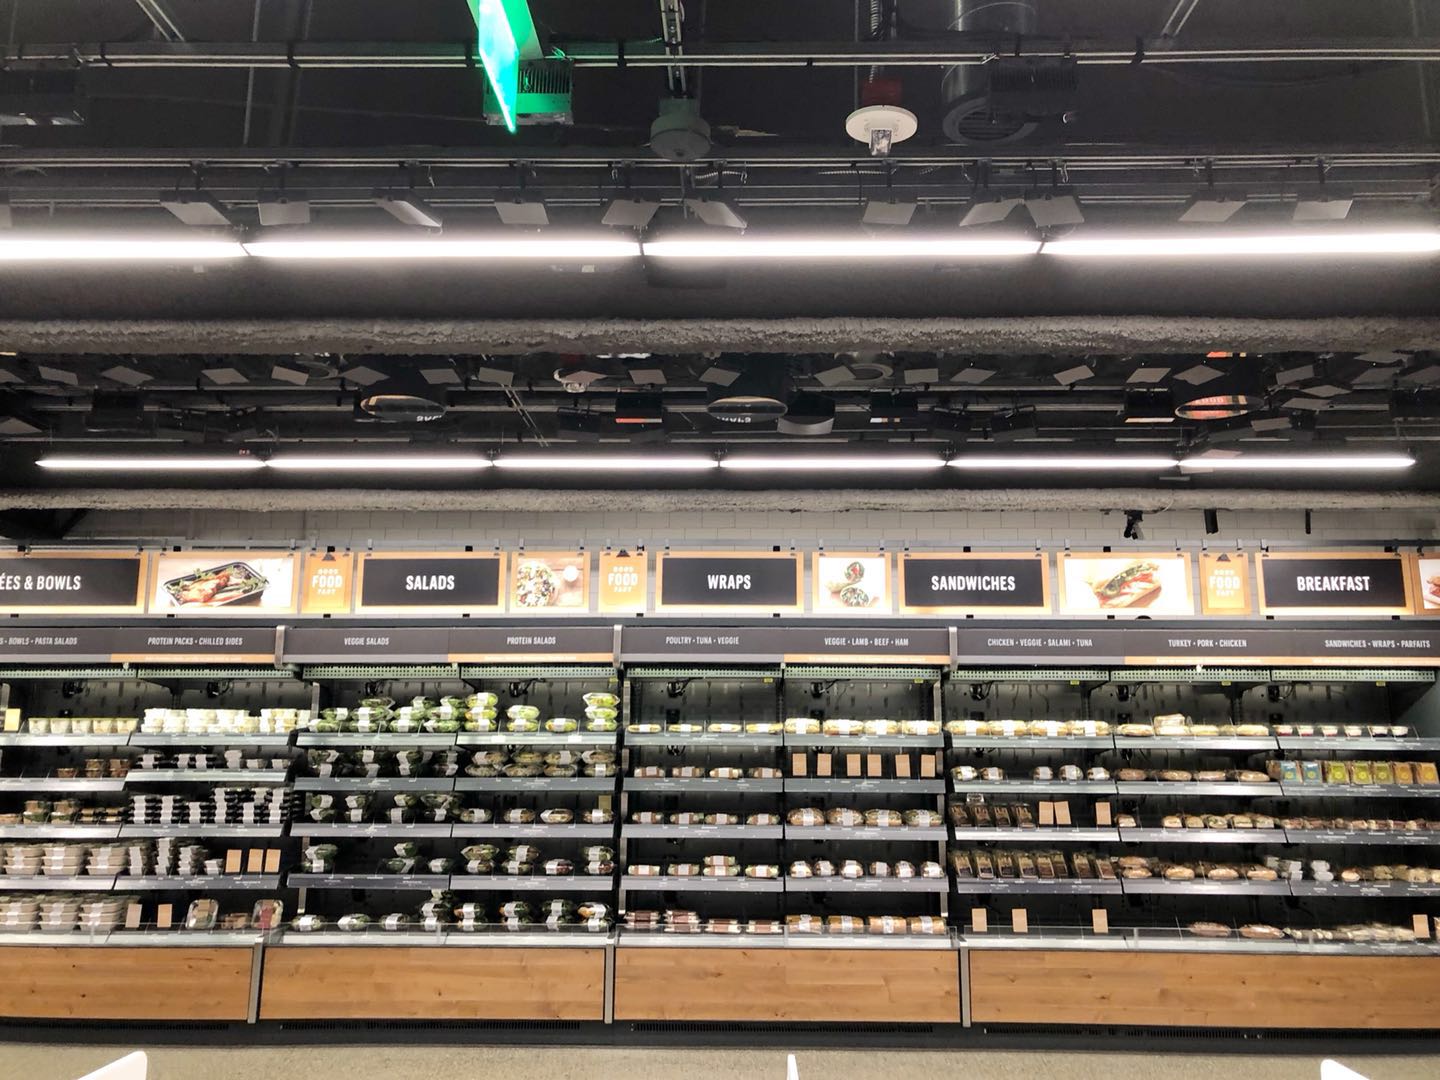 ÉES & BOWLS
GOOD
FOOD
FAST
SALADS
GOOD
FOOD
FAST
WRAPS
SANDWICHES
GOOD
FOOD
FAST
BREAKFAST
S • BOWLS • PASTA SALADS
PROTEIN PACKS • CHILLED SIDES
VEGGIE SALADS
PROTEIN SALADS
POULTRY • TUNA • VEGGIE
VEGGIE • LAMB • BEEF • HAM
CHICKEN • VEGGIE • SALAMI • TUNA
TURKEY • PORK • CHICKEN
SANDWICHES • WRAPS • PARFAITS